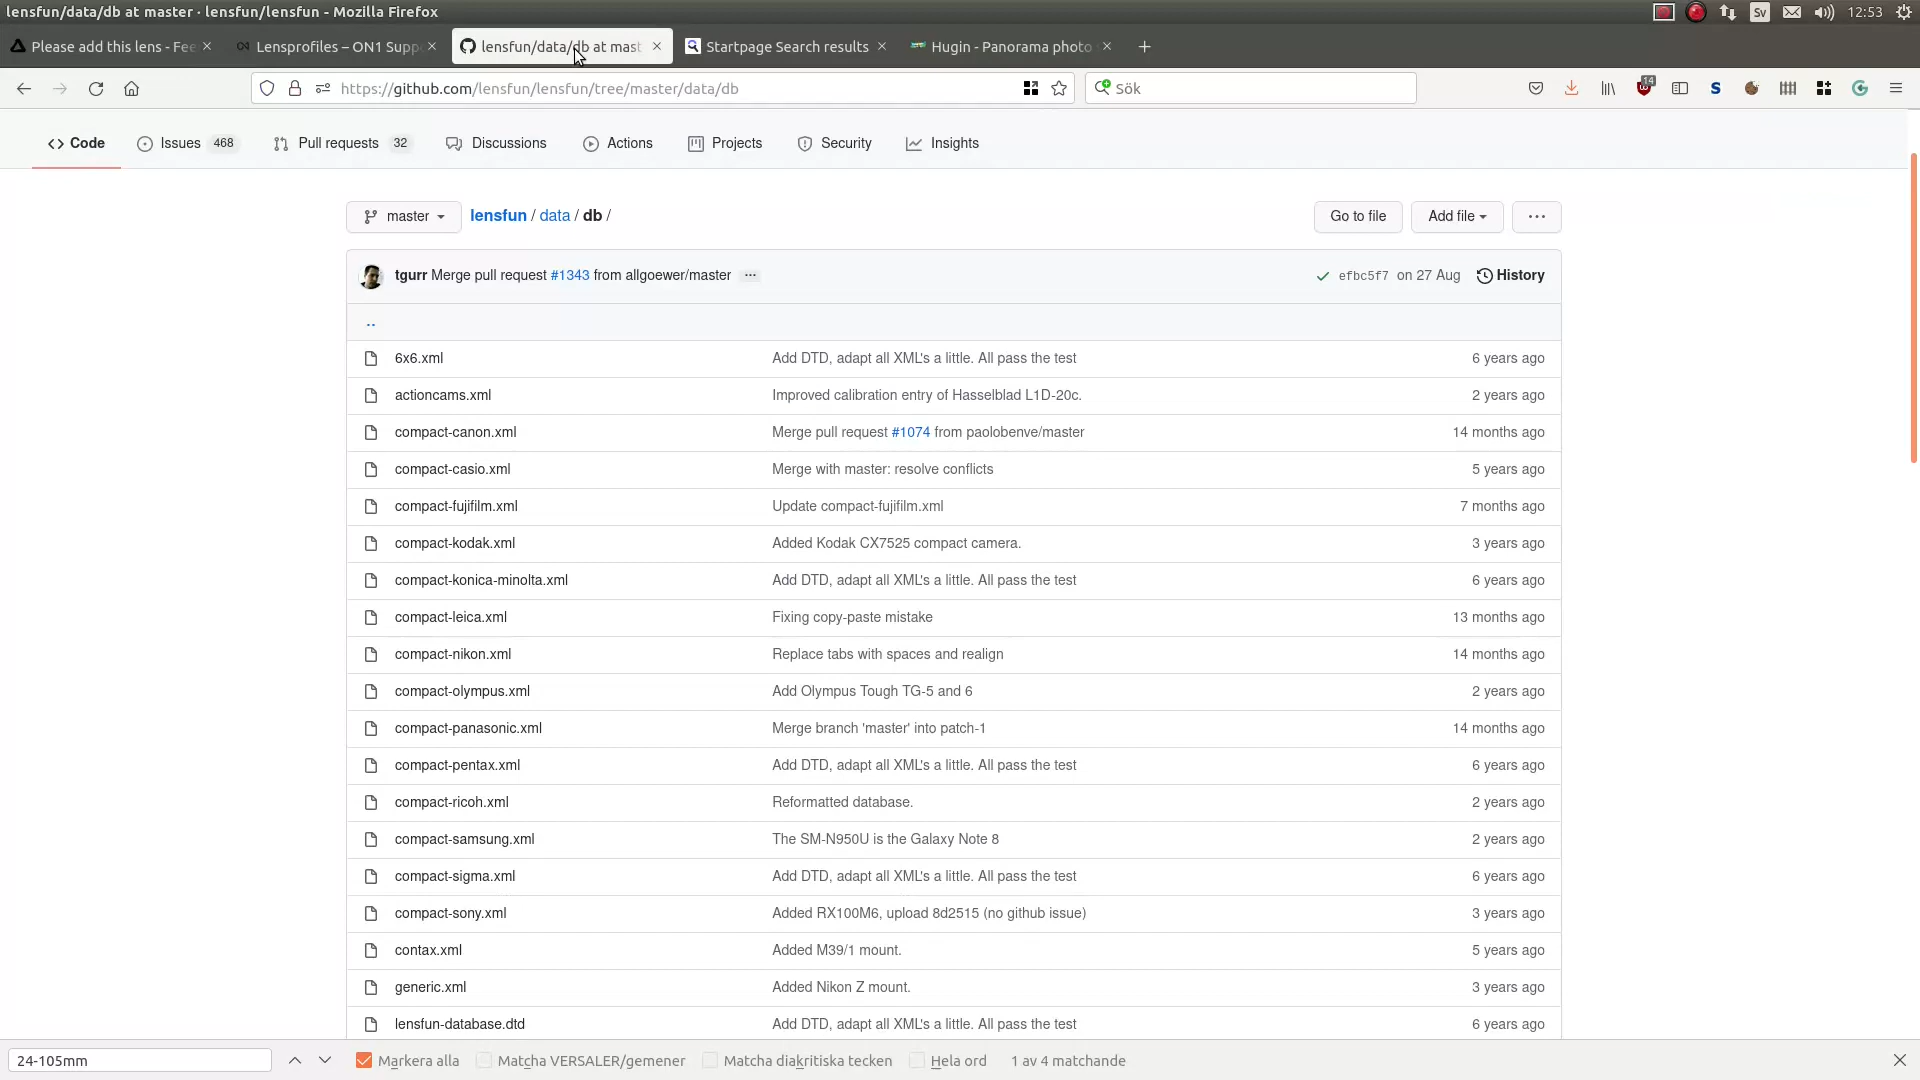 lensfun/data/db at master · lensfun/lensfun - Mozilla Firefox
Sv
12:53
Please add this lens - Fee
Lensprofiles – ON1 Supp
lensfun/data/db at mast
Startpage Search results
Hugin - Panorama photo
https://github.com/lensfun/lensfun/tree/master/data/db
Sök
14
S
Code
Issues 468
Pull requests 32
Discussions
Actions
Projects
Security
Insights
master
lensfun / data / db /
Go to file
Add file
tgurr Merge pull request #1343 from allgoewer/master ...
efbc5f7 on 27 Aug
History
..
6x6.xml Add DTD, adapt all XML's a little. All pass the test 6 years ago
actioncams.xml Improved calibration entry of Hasselblad L1D-20c. 2 years ago
compact-canon.xml Merge pull request #1074 from paolobenve/master 14 months ago
compact-casio.xml Merge with master: resolve conflicts 5 years ago
compact-fujifilm.xml Update compact-fujifilm.xml 7 months ago
compact-kodak.xml Added Kodak CX7525 compact camera. 3 years ago
compact-konica-minolta.xml Add DTD, adapt all XML's a little. All pass the test 6 years ago
compact-leica.xml Fixing copy-paste mistake 13 months ago
compact-nikon.xml Replace tabs with spaces and realign 14 months ago
compact-olympus.xml Add Olympus Tough TG-5 and 6 2 years ago
compact-panasonic.xml Merge branch 'master' into patch-1 14 months ago
compact-pentax.xml Add DTD, adapt all XML's a little. All pass the test 6 years ago
compact-ricoh.xml Reformatted database. 2 years ago
compact-samsung.xml The SM-N950U is the Galaxy Note 8 2 years ago
compact-sigma.xml Add DTD, adapt all XML's a little. All pass the test 6 years ago
compact-sony.xml Added RX100M6, upload 8d2515 (no github issue) 3 years ago
contax.xml Added M39/1 mount. 5 years ago
generic.xml Added Nikon Z mount. 3 years ago
lensfun-database.dtd Add DTD, adapt all XML's a little. All pass the test 6 years ago
24-105mm
Markera alla
Matcha VERSALER/gemener
Matcha diakritiska tecken
Hela ord
1 av 4 matchande